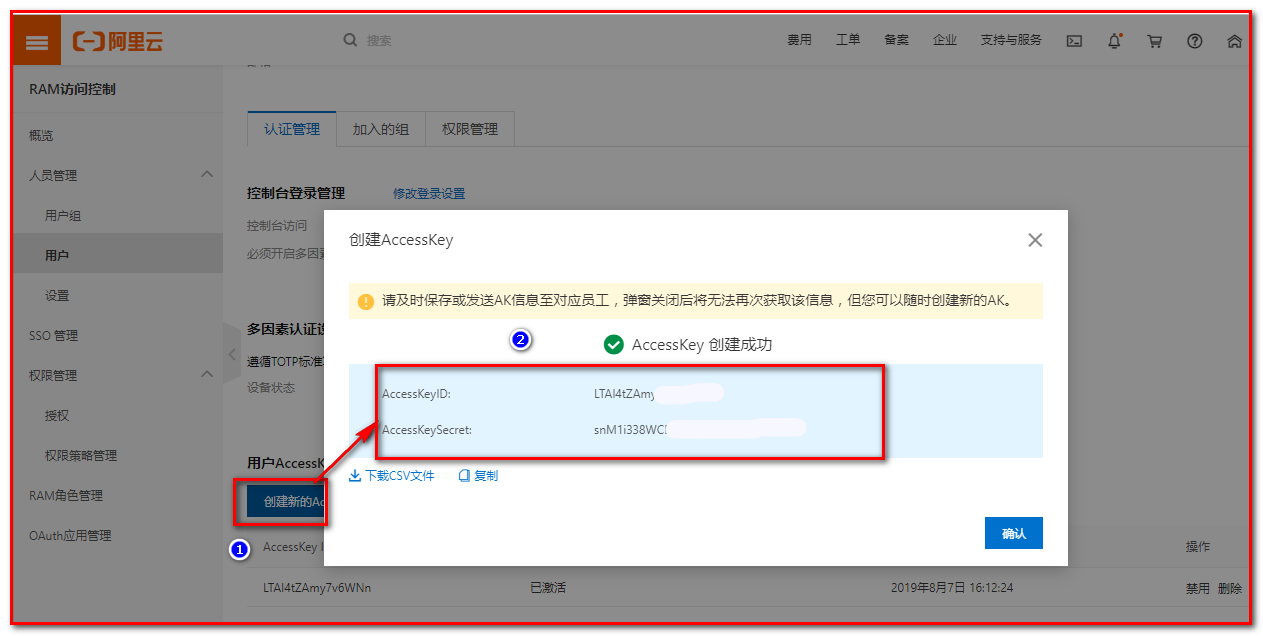 阿里云
搜索
费用 工单 备案 企业 支持与服务
RAM访问控制
概览
人员管理
用户组
用户
设置
SSO 管理
权限管理
授权
权限策略管理
RAM角色管理
OAuth应用管理
认证管理 加入的组 权限管理
控制台登录管理 修改登录设置
控制台访问
必须开启多因
多因素认证设
遵循TOTP标准
设备状态
用户AccessK
创建新的Ac
AccessKey I 操作
LTAI4tZAmy7v6WNn 已激活 2019年8月7日 16:12:24 禁用 删除
创建AccessKey
请及时保存或发送AK信息至对应员工，弹窗关闭后将无法再次获取该信息，但您可以随时创建新的AK。
2
AccessKey 创建成功
AccessKeyID: LTAI4tZAmy
AccessKeySecret: snM1i338WC
下载CSV文件 复制
确认
1